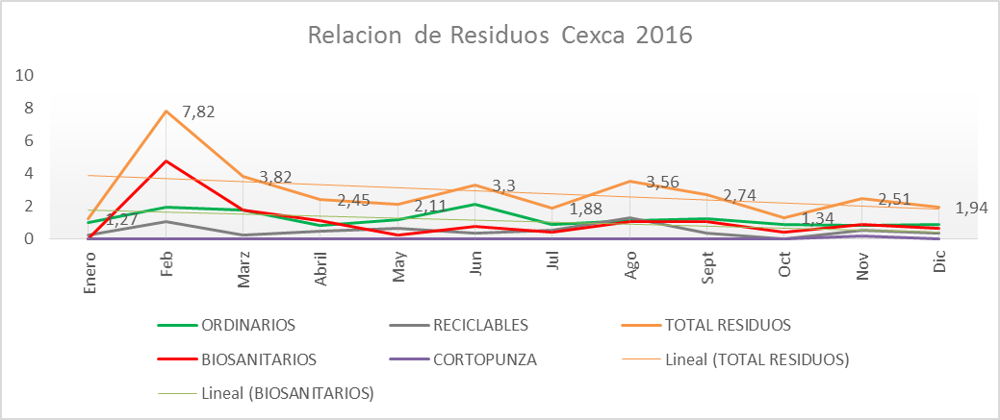 Relacion de Residuos Cexca 2016
10
8
6
4
2
0
1,27
7,82
3,82
2,45
2,11
3,3
1,88
3,56
2,74
1,34
2,51
1,94
Enero
Feb
Marz
Abril
May
Jun
Jul
Ago
Sept
Oct
Nov
Dic
ORDINARIOS RECICLABLES TOTAL RESIDUOS
BIOSANITARIOS CORTOPUNZA Lineal (TOTAL RESIDUOS)
Lineal (BIOSANITARIOS)